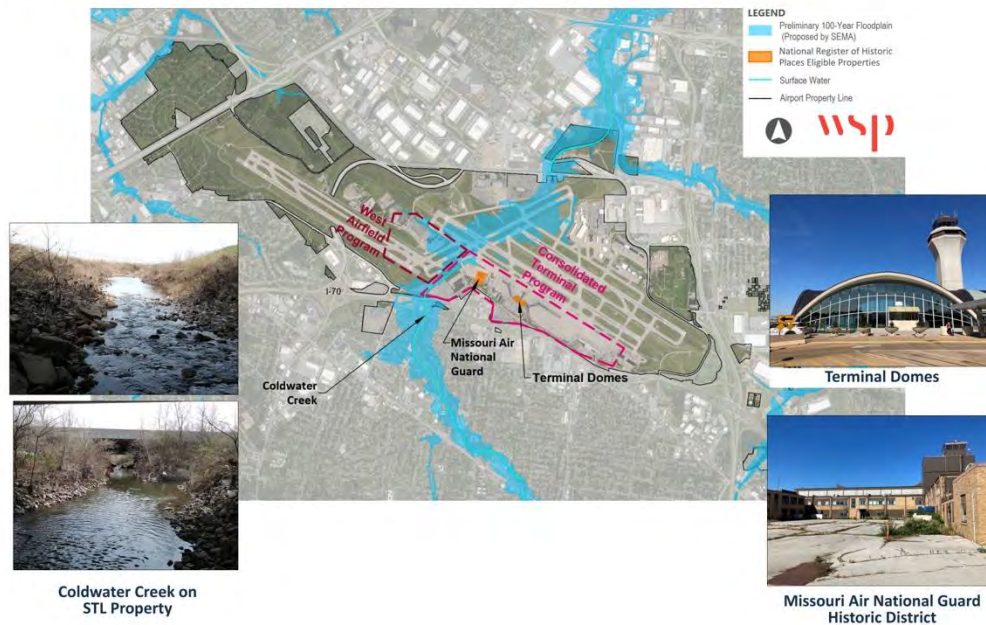 LEGEND
Preliminary 100-Year Floodplain
(Proposed by SEMA)
National Register of Historic
Places Eligible Properties
Surface Water
Airport Property Line
wsp
West
Airfield
Program
Consolidated
Terminal
Program
I-70
Missouri Air
National
Guard
Terminal Domes
Coldwater
Creek
Terminal Domes
Coldwater Creek on
STL Property
Missouri Air National Guard
Historic District